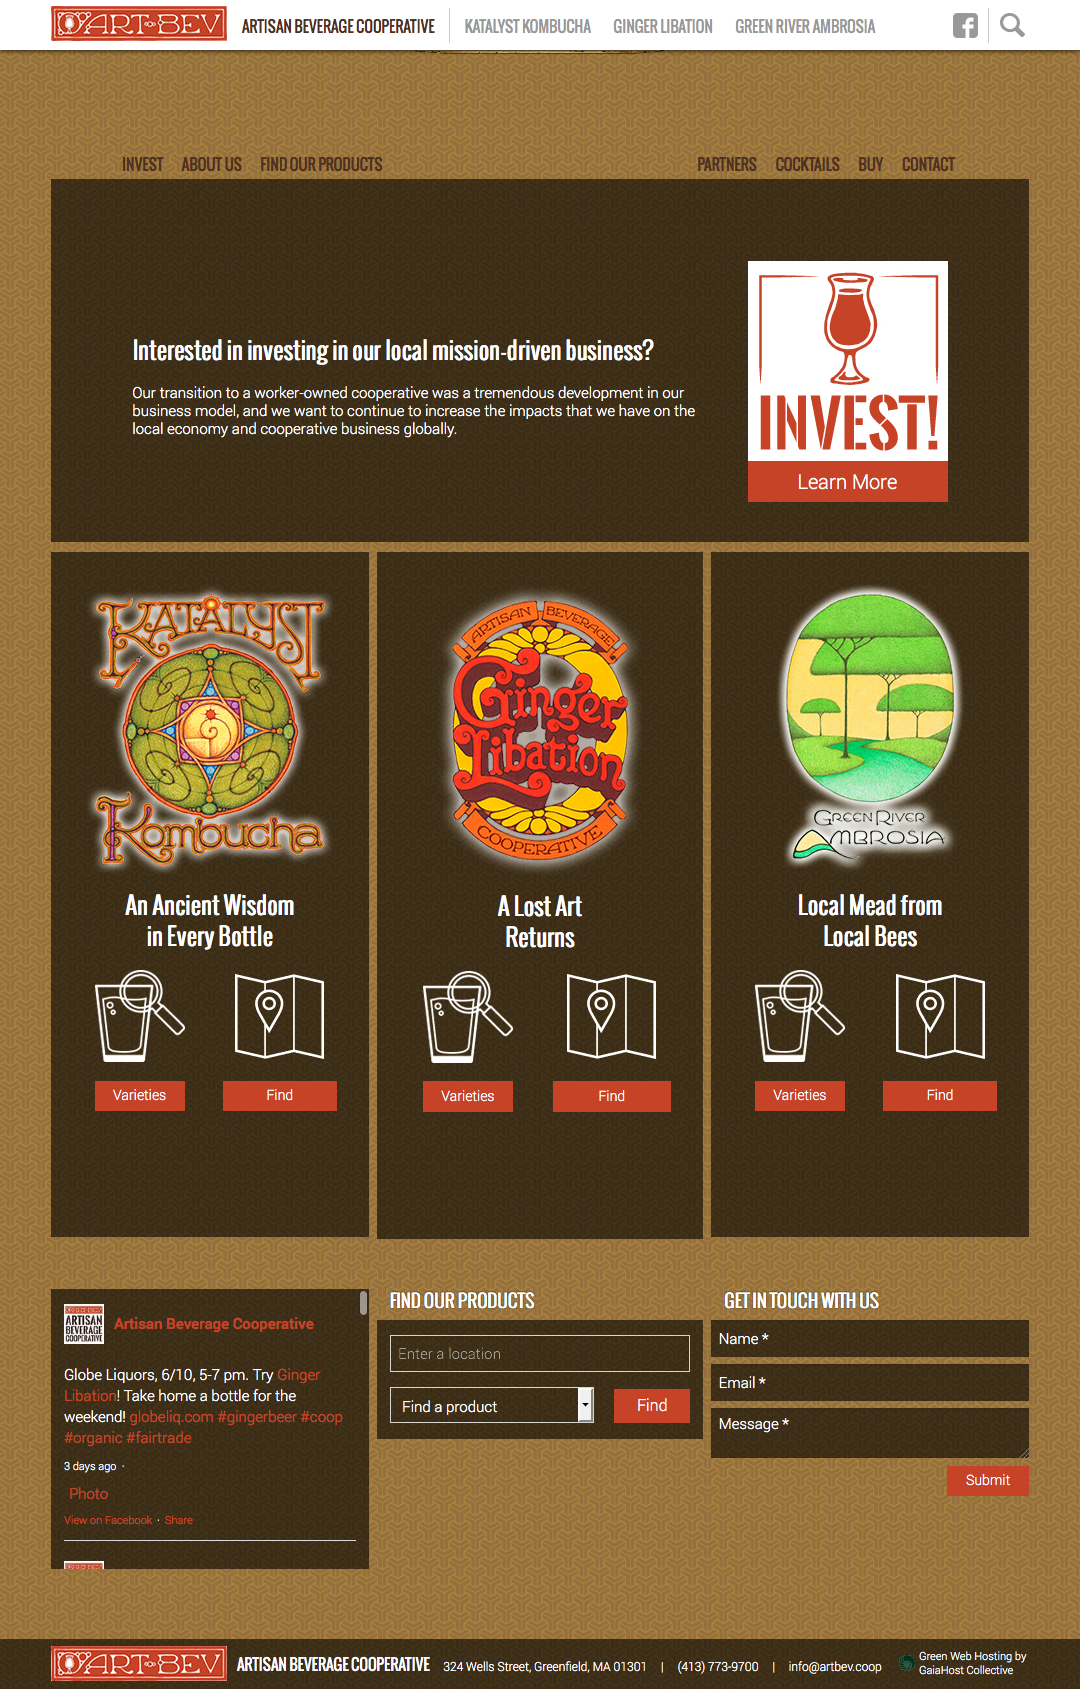 ART-BEV
ARTISAN BEVERAGE COOPERATIVE
KATALYST KOMBUCHA
GINGER LIBATION
GREEN RIVER AMBROSIA
INVEST
ABOUT US
FIND OUR PRODUCTS
PARTNERS
COCKTAILS
BUY
CONTACT
Interested in investing in our local mission-driven business?
Our transition to a worker-owned cooperative was a tremendous development in our
business model, and we want to continue to increase the impacts that we have on the
local economy and cooperative business globally.
INVEST!
Learn More
KATALYST
Kombucha
An Ancient Wisdom
in Every Bottle
Varieties
Find
ARTISAN BEVERAGE
Ginger
Libation
COOPERATIVE
A Lost Art
Returns
Varieties
Find
GREEN RIVER
AMBROSIA
Local Mead from
Local Bees
Varieties
Find
ART-BEV
ARTISAN
BEVERAGE
COOPERATIVE
Artisan Beverage Cooperative
Globe Liquors, 6/10, 5-7 pm. Try Ginger
Libation! Take home a bottle for the
weekend! globeliq.com #gingerbeer #coop
#organic #fairtrade
3 days ago ·
Photo
View on Facebook · Share
FIND OUR PRODUCTS
Enter a location
Find a product
Find
GET IN TOUCH WITH US
Name *
Email *
Message *
Submit
ART-BEV
ARTISAN BEVERAGE COOPERATIVE
324 Wells Street, Greenfield, MA 01301 | (413) 773-9700 | info@artbev.coop
Green Web Hosting by
GaiaHost Collective